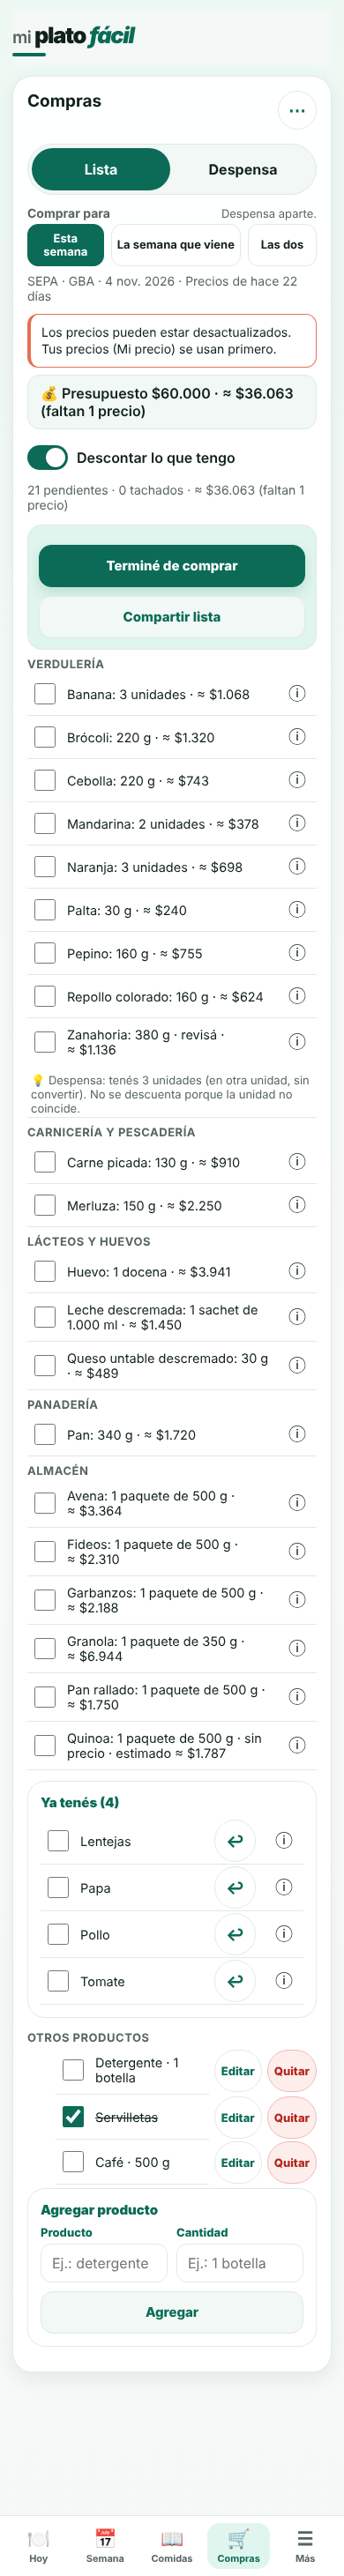 mi plato fácil
Compras
...
Lista
Despensa
Comprar para
Despensa aparte.
Esta
semana
La semana que viene
Las dos
SEPA · GBA · 4 nov. 2026 · Precios de hace 22
días
Los precios pueden estar desactualizados.
Tus precios (Mi precio) se usan primero.
💰 Presupuesto $60.000 · ≈ $36.063
(faltan 1 precio)
Descontar lo que tengo
21 pendientes · 0 tachados · ≈ $36.063 (faltan 1
precio)
Terminé de comprar
Compartir lista
VERDULERÍA
Banana: 3 unidades · ≈ $1.068
Brócoli: 220 g · ≈ $1.320
Cebolla: 220 g · ≈ $743
Mandarina: 2 unidades · ≈ $378
Naranja: 3 unidades · ≈ $698
Palta: 30 g · ≈ $240
Pepino: 160 g · ≈ $755
Repollo colorado: 160 g · ≈ $624
Zanahoria: 380 g · revisá ·
≈ $1.136
💡 Despensa: tenés 3 unidades (en otra unidad, sin
convertir). No se descuenta porque la unidad no
coincide.
CARNICERÍA Y PESCADERÍA
Carne picada: 130 g · ≈ $910
Merluza: 150 g · ≈ $2.250
LÁCTEOS Y HUEVOS
Huevo: 1 docena · ≈ $3.941
Leche descremada: 1 sachet de
1.000 ml · ≈ $1.450
Queso untable descremado: 30 g
· ≈ $489
PANADERÍA
Pan: 340 g · ≈ $1.720
ALMACÉN
Avena: 1 paquete de 500 g ·
≈ $3.364
Fideos: 1 paquete de 500 g ·
≈ $2.310
Garbanzos: 1 paquete de 500 g ·
≈ $2.188
Granola: 1 paquete de 350 g ·
≈ $6.944
Pan rallado: 1 paquete de 500 g ·
≈ $1.750
Quinoa: 1 paquete de 500 g · sin
precio · estimado ≈ $1.787
Ya tenés (4)
Lentejas
Papa
Pollo
Tomate
OTROS PRODUCTOS
Detergente · 1
botella
Editar
Quitar
Servilletas
Editar
Quitar
Café · 500 g
Editar
Quitar
Agregar producto
Producto
Cantidad
Ej.: detergente
Ej.: 1 botella
Agregar
Hoy
Semana
Comidas
Compras
Más